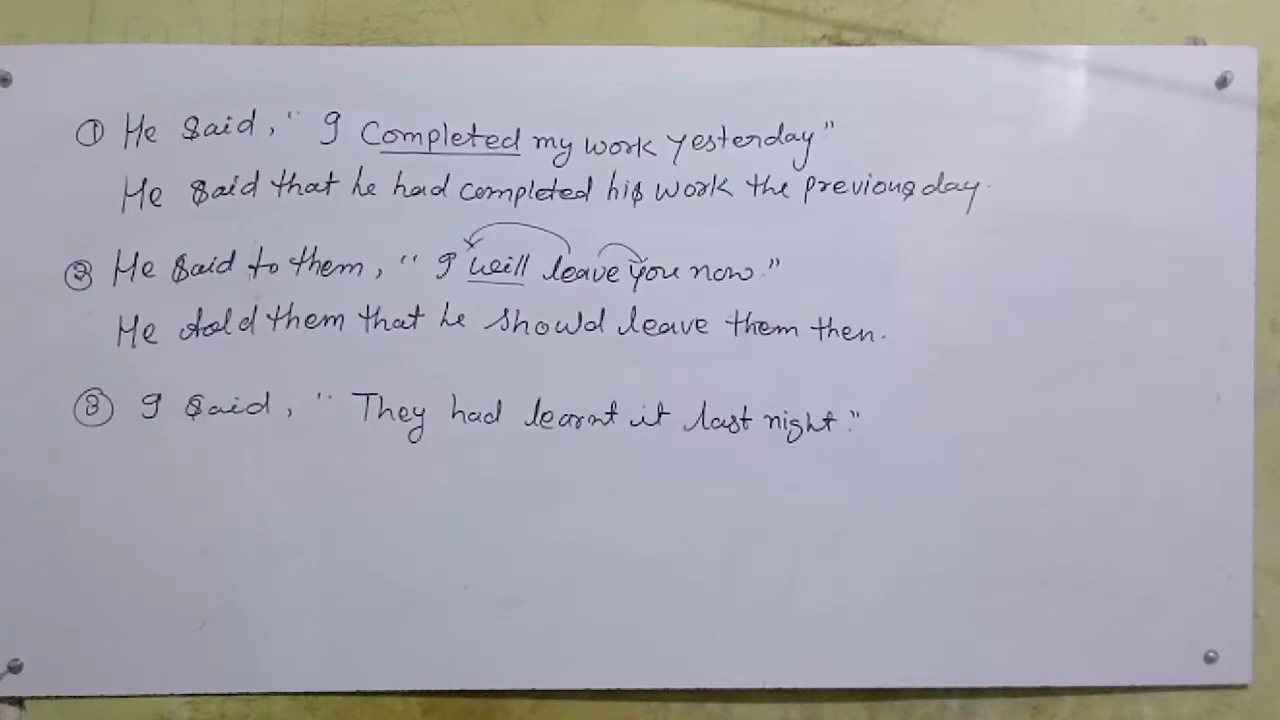 ① He said, " I completed my work yesterday"
He said that he had completed his work the previous day.
② He said to them, " I will leave you now."
He told them that he should leave them then.
③ I said, " They had learnt it last night."